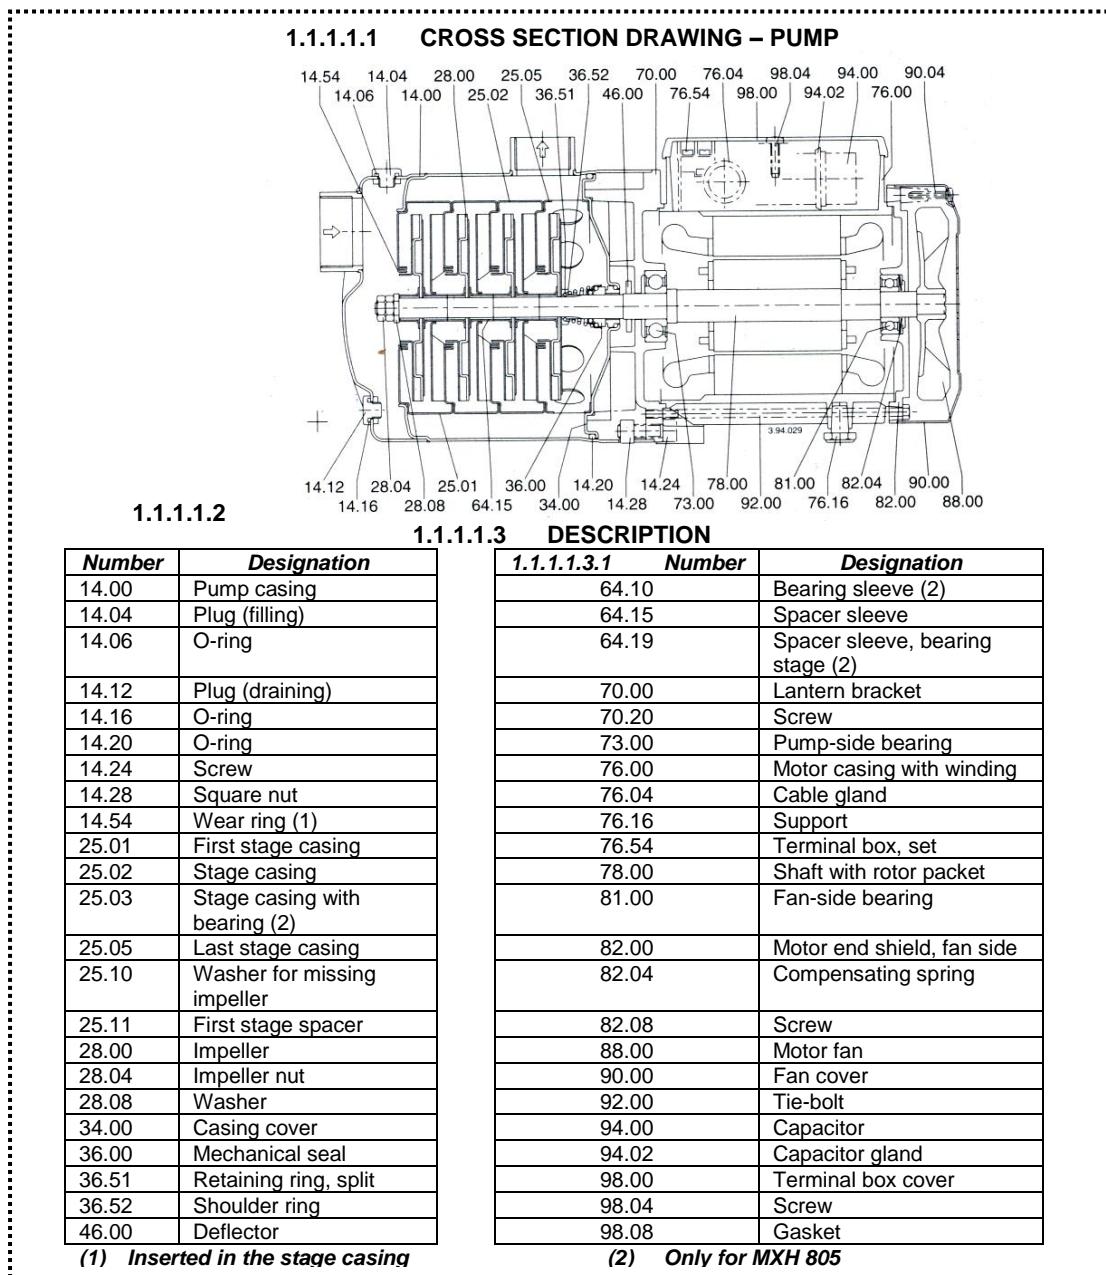 1.1.1.1.1 CROSS SECTION DRAWING – PUMP
14.54 14.04 28.00 25.05 36.52 70.00 76.04 98.04 94.00 90.04
14.06 14.00 25.02 36.51 46.00 76.54 98.00 94.02 76.00
3.94.029
14.12 28.04 25.01 36.00 14.20 14.24 78.00 81.00 82.04 90.00
14.16 28.08 64.15 34.00 14.28 73.00 92.00 76.16 82.00 88.00
1.1.1.1.2
1.1.1.1.3 DESCRIPTION
Number Designation
14.00 Pump casing
14.04 Plug (filling)
14.06 O-ring
14.12 Plug (draining)
14.16 O-ring
14.20 O-ring
14.24 Screw
14.28 Square nut
14.54 Wear ring (1)
25.01 First stage casing
25.02 Stage casing
25.03 Stage casing with
bearing (2)
25.05 Last stage casing
25.10 Washer for missing
impeller
25.11 First stage spacer
28.00 Impeller
28.04 Impeller nut
28.08 Washer
34.00 Casing cover
36.00 Mechanical seal
36.51 Retaining ring, split
36.52 Shoulder ring
46.00 Deflector
(1) Inserted in the stage casing
1.1.1.1.3.1 Number Designation
64.10 Bearing sleeve (2)
64.15 Spacer sleeve
64.19 Spacer sleeve, bearing
stage (2)
70.00 Lantern bracket
70.20 Screw
73.00 Pump-side bearing
76.00 Motor casing with winding
76.04 Cable gland
76.16 Support
76.54 Terminal box, set
78.00 Shaft with rotor packet
81.00 Fan-side bearing
82.00 Motor end shield, fan side
82.04 Compensating spring
82.08 Screw
88.00 Motor fan
90.00 Fan cover
92.00 Tie-bolt
94.00 Capacitor
94.02 Capacitor gland
98.00 Terminal box cover
98.04 Screw
98.08 Gasket
(2) Only for MXH 805